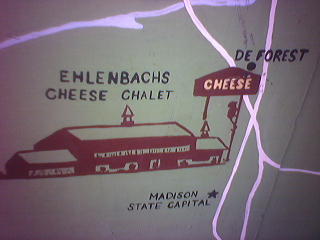 DE FOREST
EHLENBACHS
CHEESE CHALET
CHEESE
MADISON
STATE CAPITAL